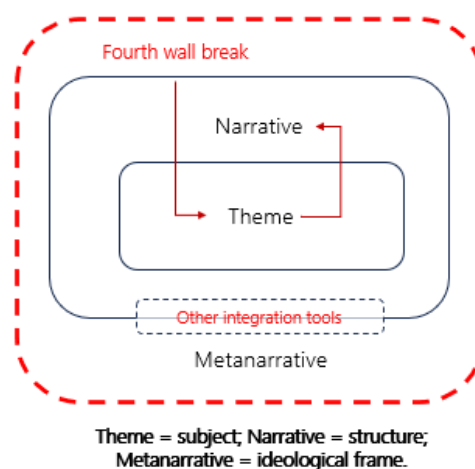 Fourth wall break
Narrative
Theme
Other integration tools
Metanarrative
Theme = subject; Narrative = structure;
Metanarrative = ideological frame.